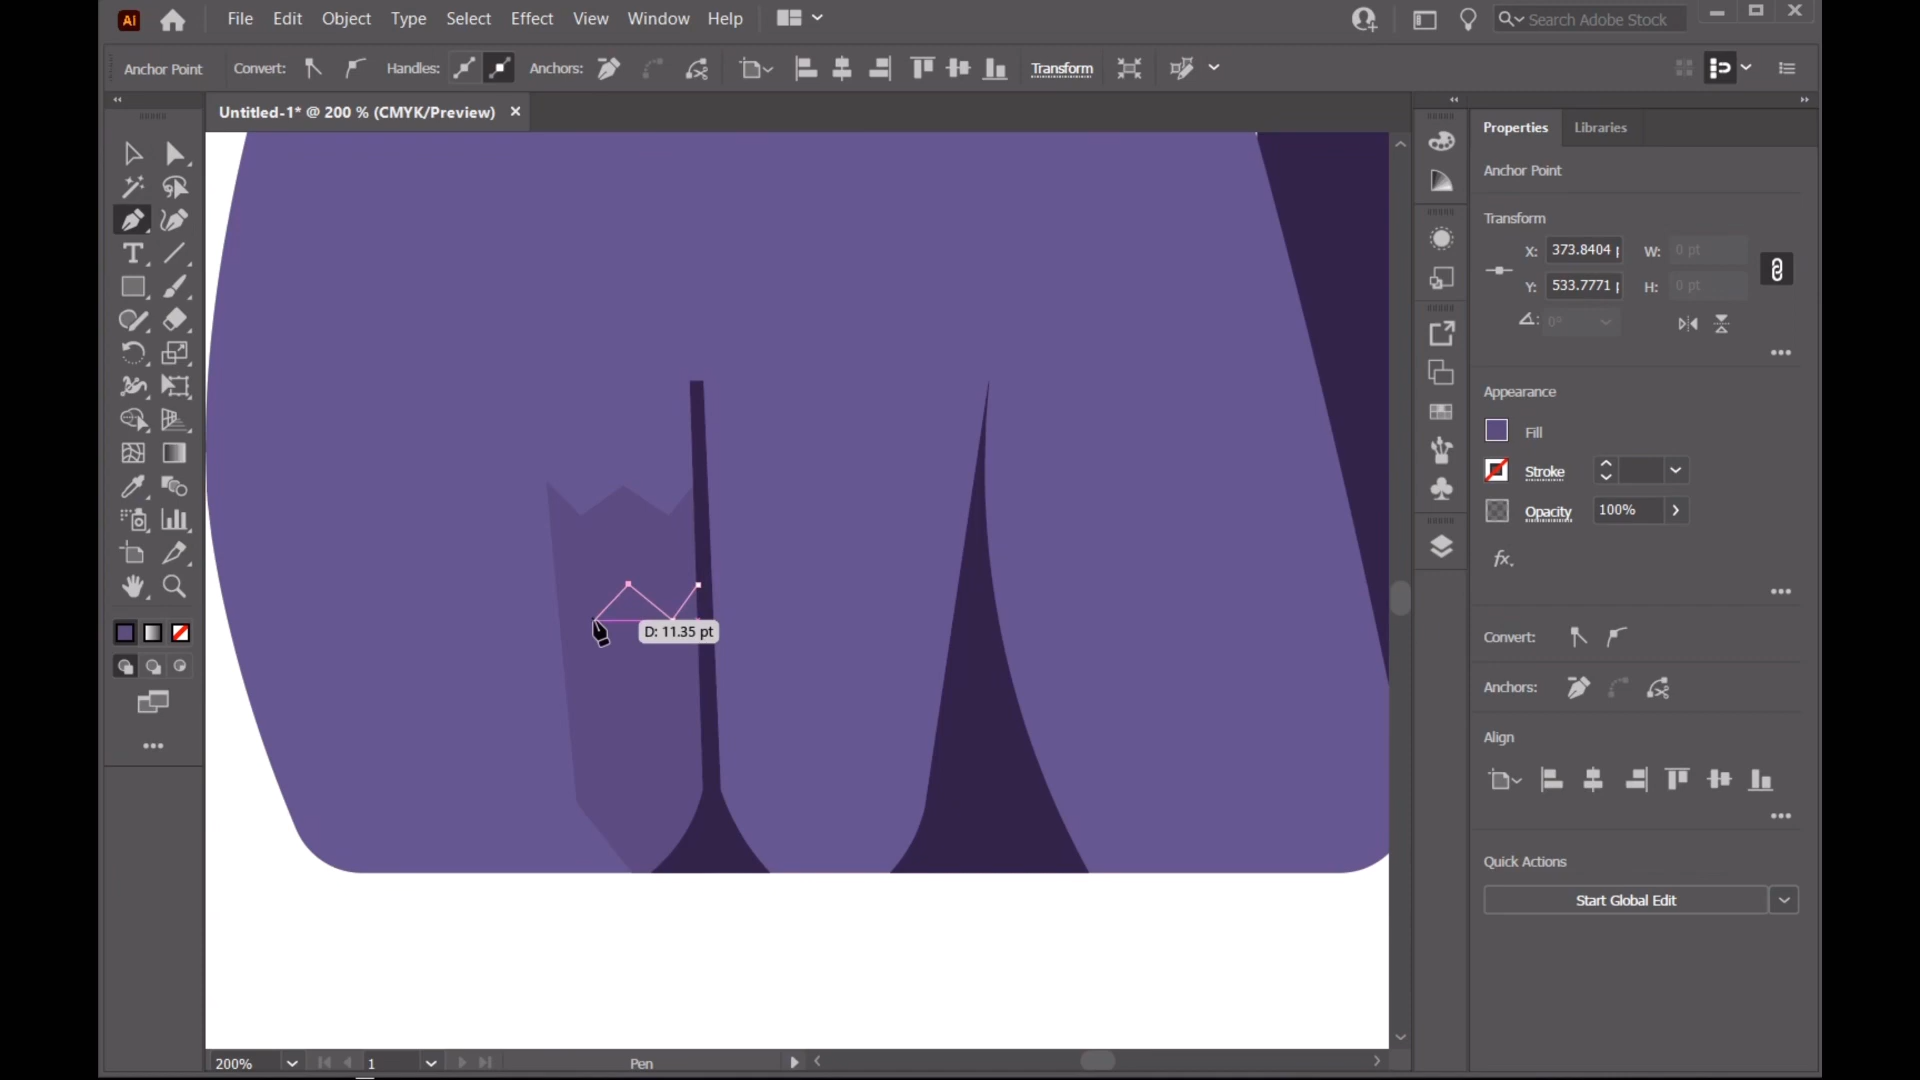 Ai File Edit Object Type Select Effect View Window Help Search Adobe Stock
Anchor Point Convert: Handles: Anchors: Transform
Untitled-1* @ 200 % (CMYK/Preview) ×
Properties Libraries
Anchor Point
Transform
X: 373.8404 W: 0 pt
Y: 533.7771 H: 0 pt
0°
Appearance
Fill
Stroke
Opacity 100%
fx.
D: 11.35 pt
Convert:
Anchors:
Align
Quick Actions
Start Global Edit
200% 1 Pen